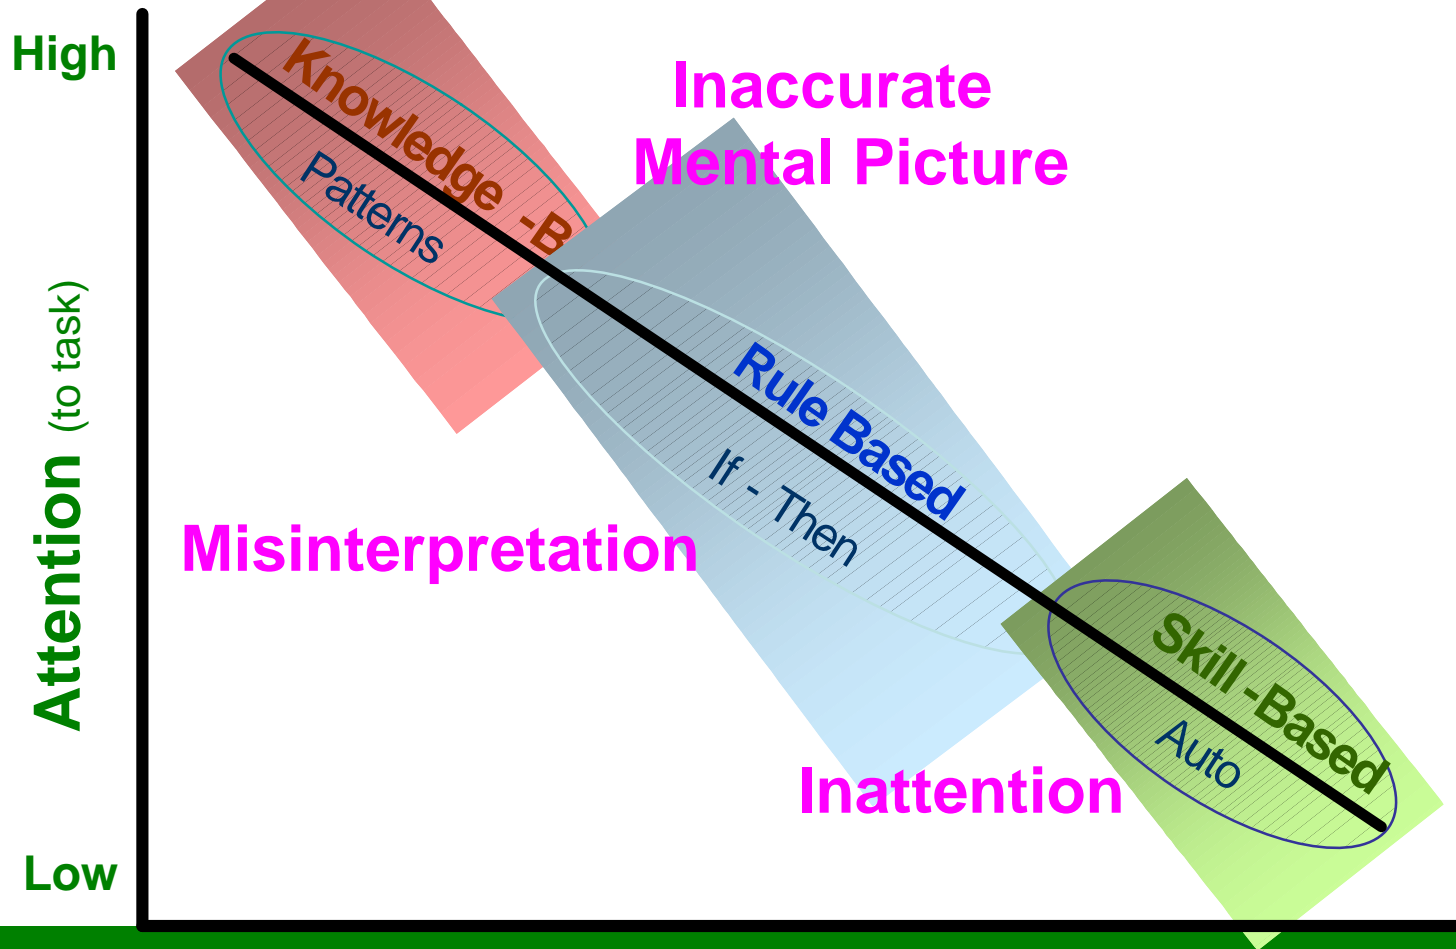 High
Knowledge -B
Patterns
Inaccurate
Mental Picture
Attention (to task)
Rule Based
If - Then
Misinterpretation
Skill -Based
Auto
Inattention
Low